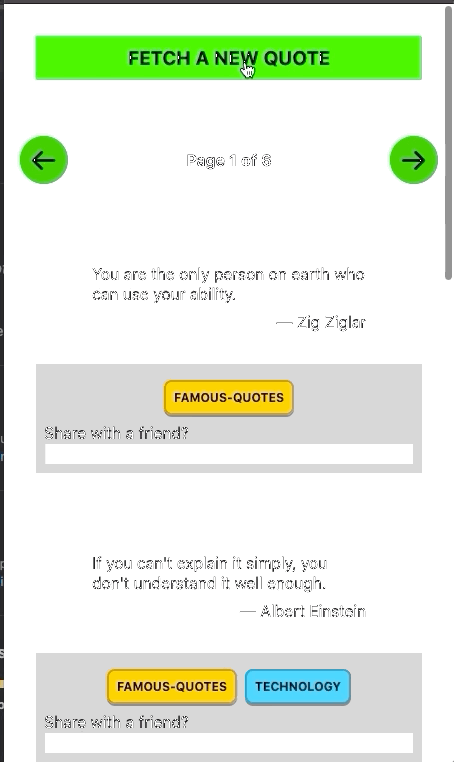 FETCH A NEW QUOTE
Page 1 of 6
You are the only person on earth who
can use your ability.
— Zig Ziglar
FAMOUS-QUOTES
Share with a friend?
If you can't explain it simply, you
don't understand it well enough.
— Albert Einstein
FAMOUS-QUOTES TECHNOLOGY
Share with a friend?